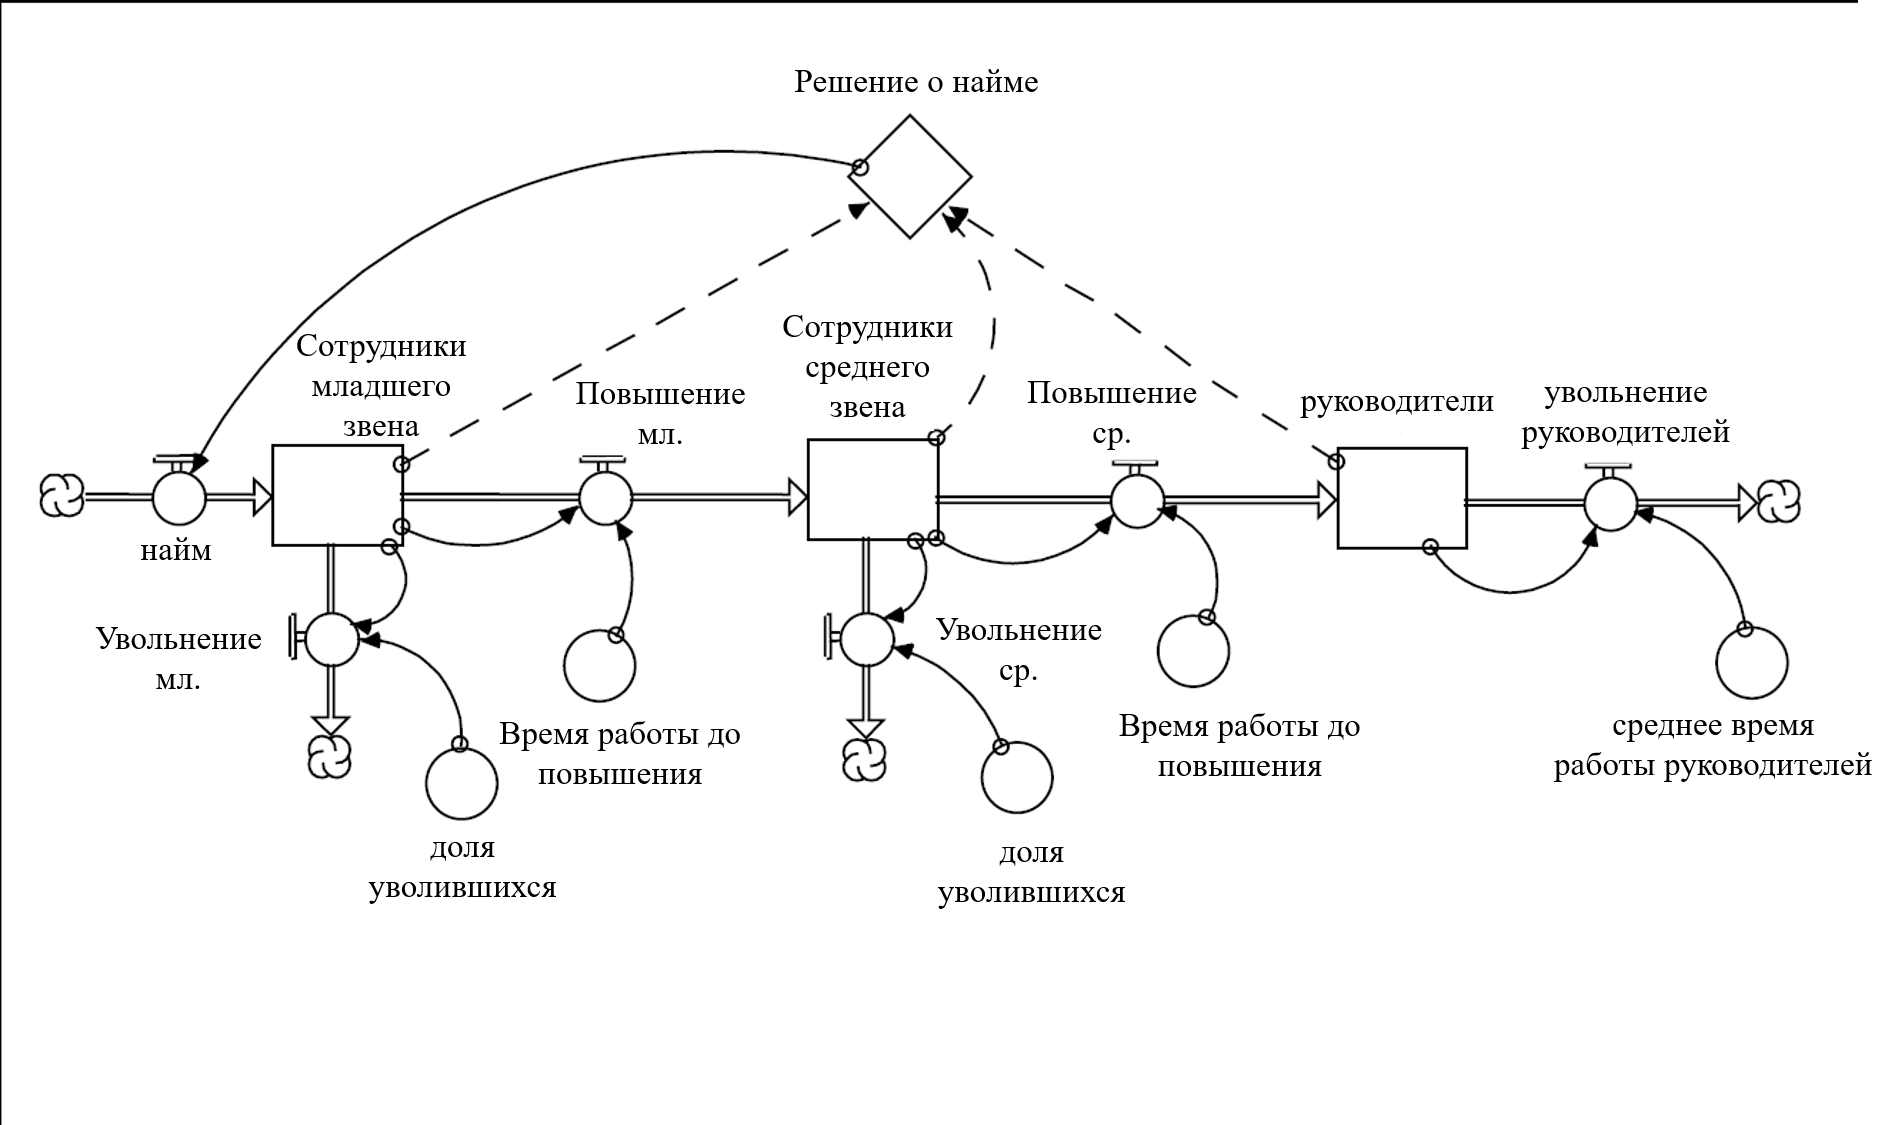 Решение о найме
Сотрудники
младшего
звена
Повышение
мл.
Сотрудники
среднего
звена
Повышение
ср.
руководители
увольнение
руководителей
найм
Увольнение
мл.
Увольнение
ср.
Время работы до
повышения
Время работы до
повышения
среднее время
работы руководителей
доля
уволившихся
доля
уволившихся